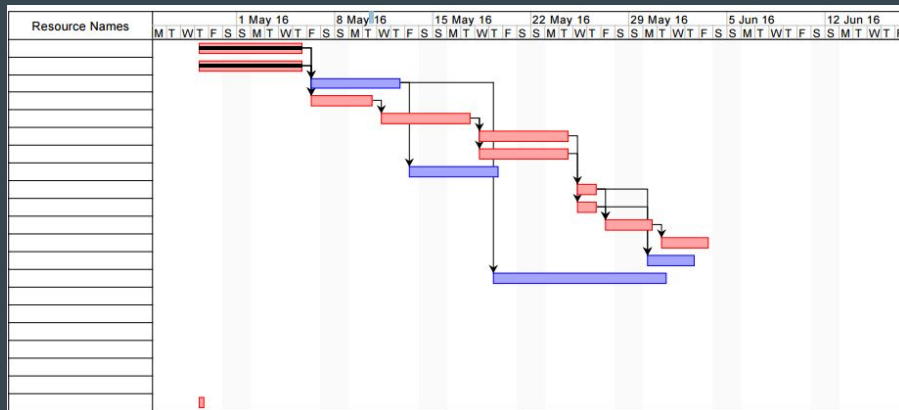 Resource Names
1 May 16 8 May 16 15 May 16 22 May 16 29 May 16 5 Jun 16 12 Jun 16
M T W T F S S M T W T F S S M T W T F S S M T W T F S S M T W T F S S M T W T F S S M T W T F S S M T W T F